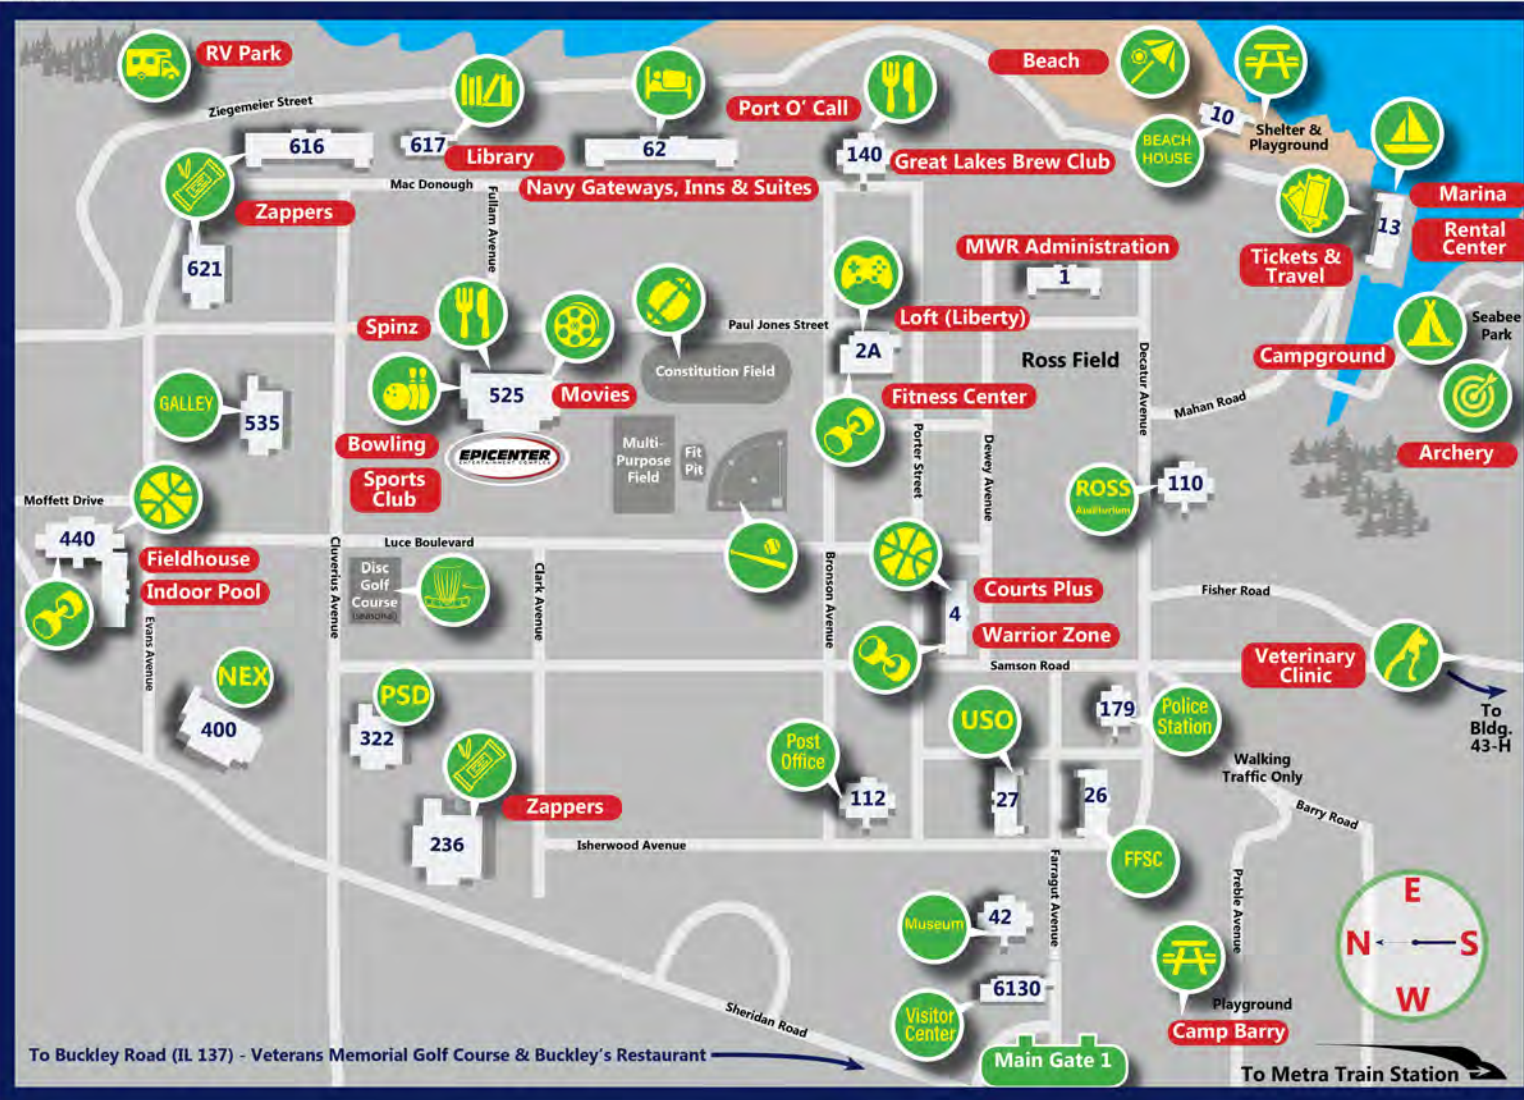 RV Park
Ziegemeier Street
616
617
Library
62
Port O' Call
140
Great Lakes Brew Club
Beach
BEACH
HOUSE
10
Shelter &
Playground
Mac Donough
Navy Gateways, Inns & Suites
Zappers
621
Fullam Avenue
MWR Administration
1
Tickets &
Travel
13
Marina
Rental
Center
Spinz
Paul Jones Street
Loft (Liberty)
2A
Ross Field
Seabee
Park
Campground
Constitution Field
525
Movies
Fitness Center
Decatur Avenue
Mahan Road
GALLEY
535
Bowling
EPICENTER
ENTERTAINMENT COMPLEX
Sports
Club
Multi-
Purpose
Field
Fit
Pit
Porter Street
Dewey Avenue
Archery
ROSS
Auditorium
110
Moffett Drive
440
Fieldhouse
Indoor Pool
Luce Boulevard
Disc
Golf
Course
(seasonal)
Cluverius Avenue
Clark Avenue
Bronson Avenue
4
Courts Plus
Warrior Zone
Samson Road
Fisher Road
Veterinary
Clinic
To
Bldg.
43-H
Evans Avenue
NEX
400
PSD
322
Zappers
236
Post
Office
112
USO
27
179
Police
Station
26
FFSC
Walking
Traffic Only
Barry Road
Isherwood Avenue
Farragut Avenue
Preble Avenue
Museum
42
Visitor
Center
6130
Sheridan Road
Main Gate 1
Playground
Camp Barry
E
N
S
W
To Buckley Road (IL 137) - Veterans Memorial Golf Course & Buckley's Restaurant
To Metra Train Station